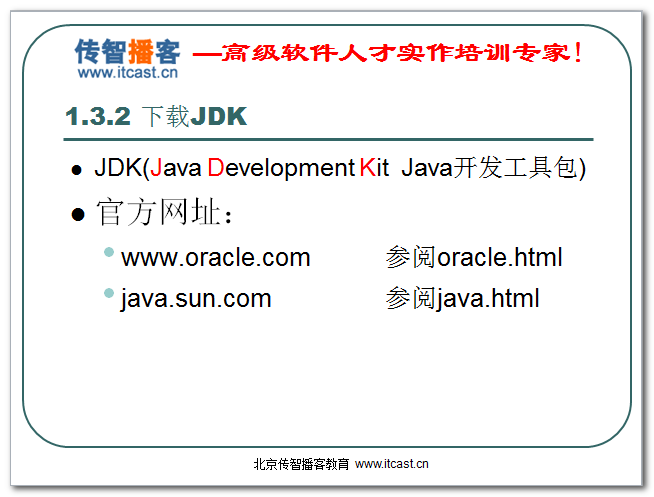 传智播客 —高级软件人才实作培训专家!
www.itcast.cn
1.3.2 下载JDK
JDK(Java Development Kit Java开发工具包)
官方网址：
www.oracle.com 参阅oracle.html
java.sun.com 参阅java.html
北京传智播客教育 www.itcast.cn